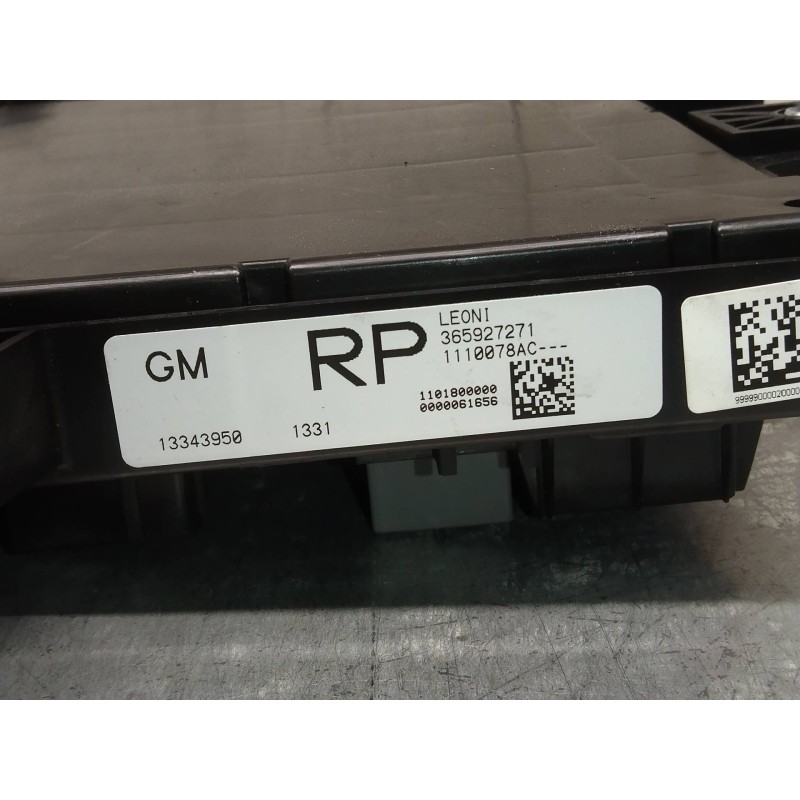 GM
RP
LEONI
365927271
1110078AC---
1101800000
0000061656
13343950
1331